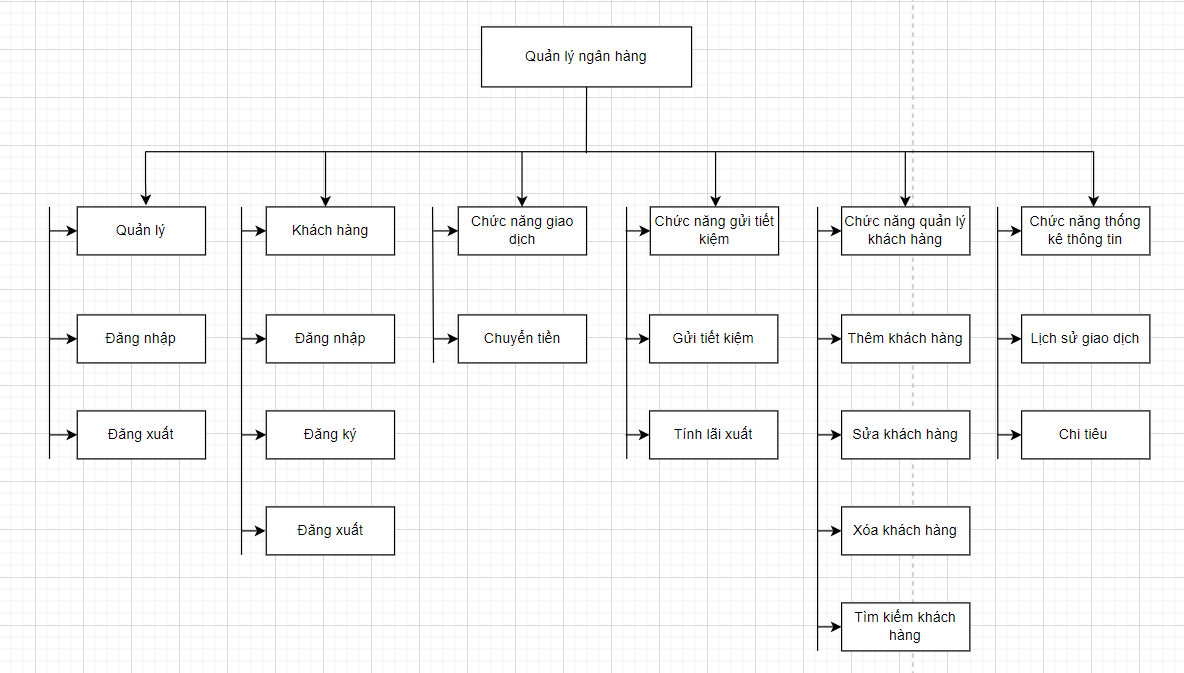 Quản lý ngân hàng
Quản lý
Khách hàng
Chức năng giao
dịch
Chức năng gửi tiết
kiệm
Chức năng quản lý
khách hàng
Chức năng thống
kê thông tin
Đăng nhập
Đăng nhập
Chuyển tiền
Gửi tiết kiệm
Thêm khách hàng
Lịch sử giao dịch
Đăng xuất
Đăng ký
Tính lãi xuất
Sửa khách hàng
Chi tiêu
Đăng xuất
Xóa khách hàng
Tìm kiếm khách
hàng